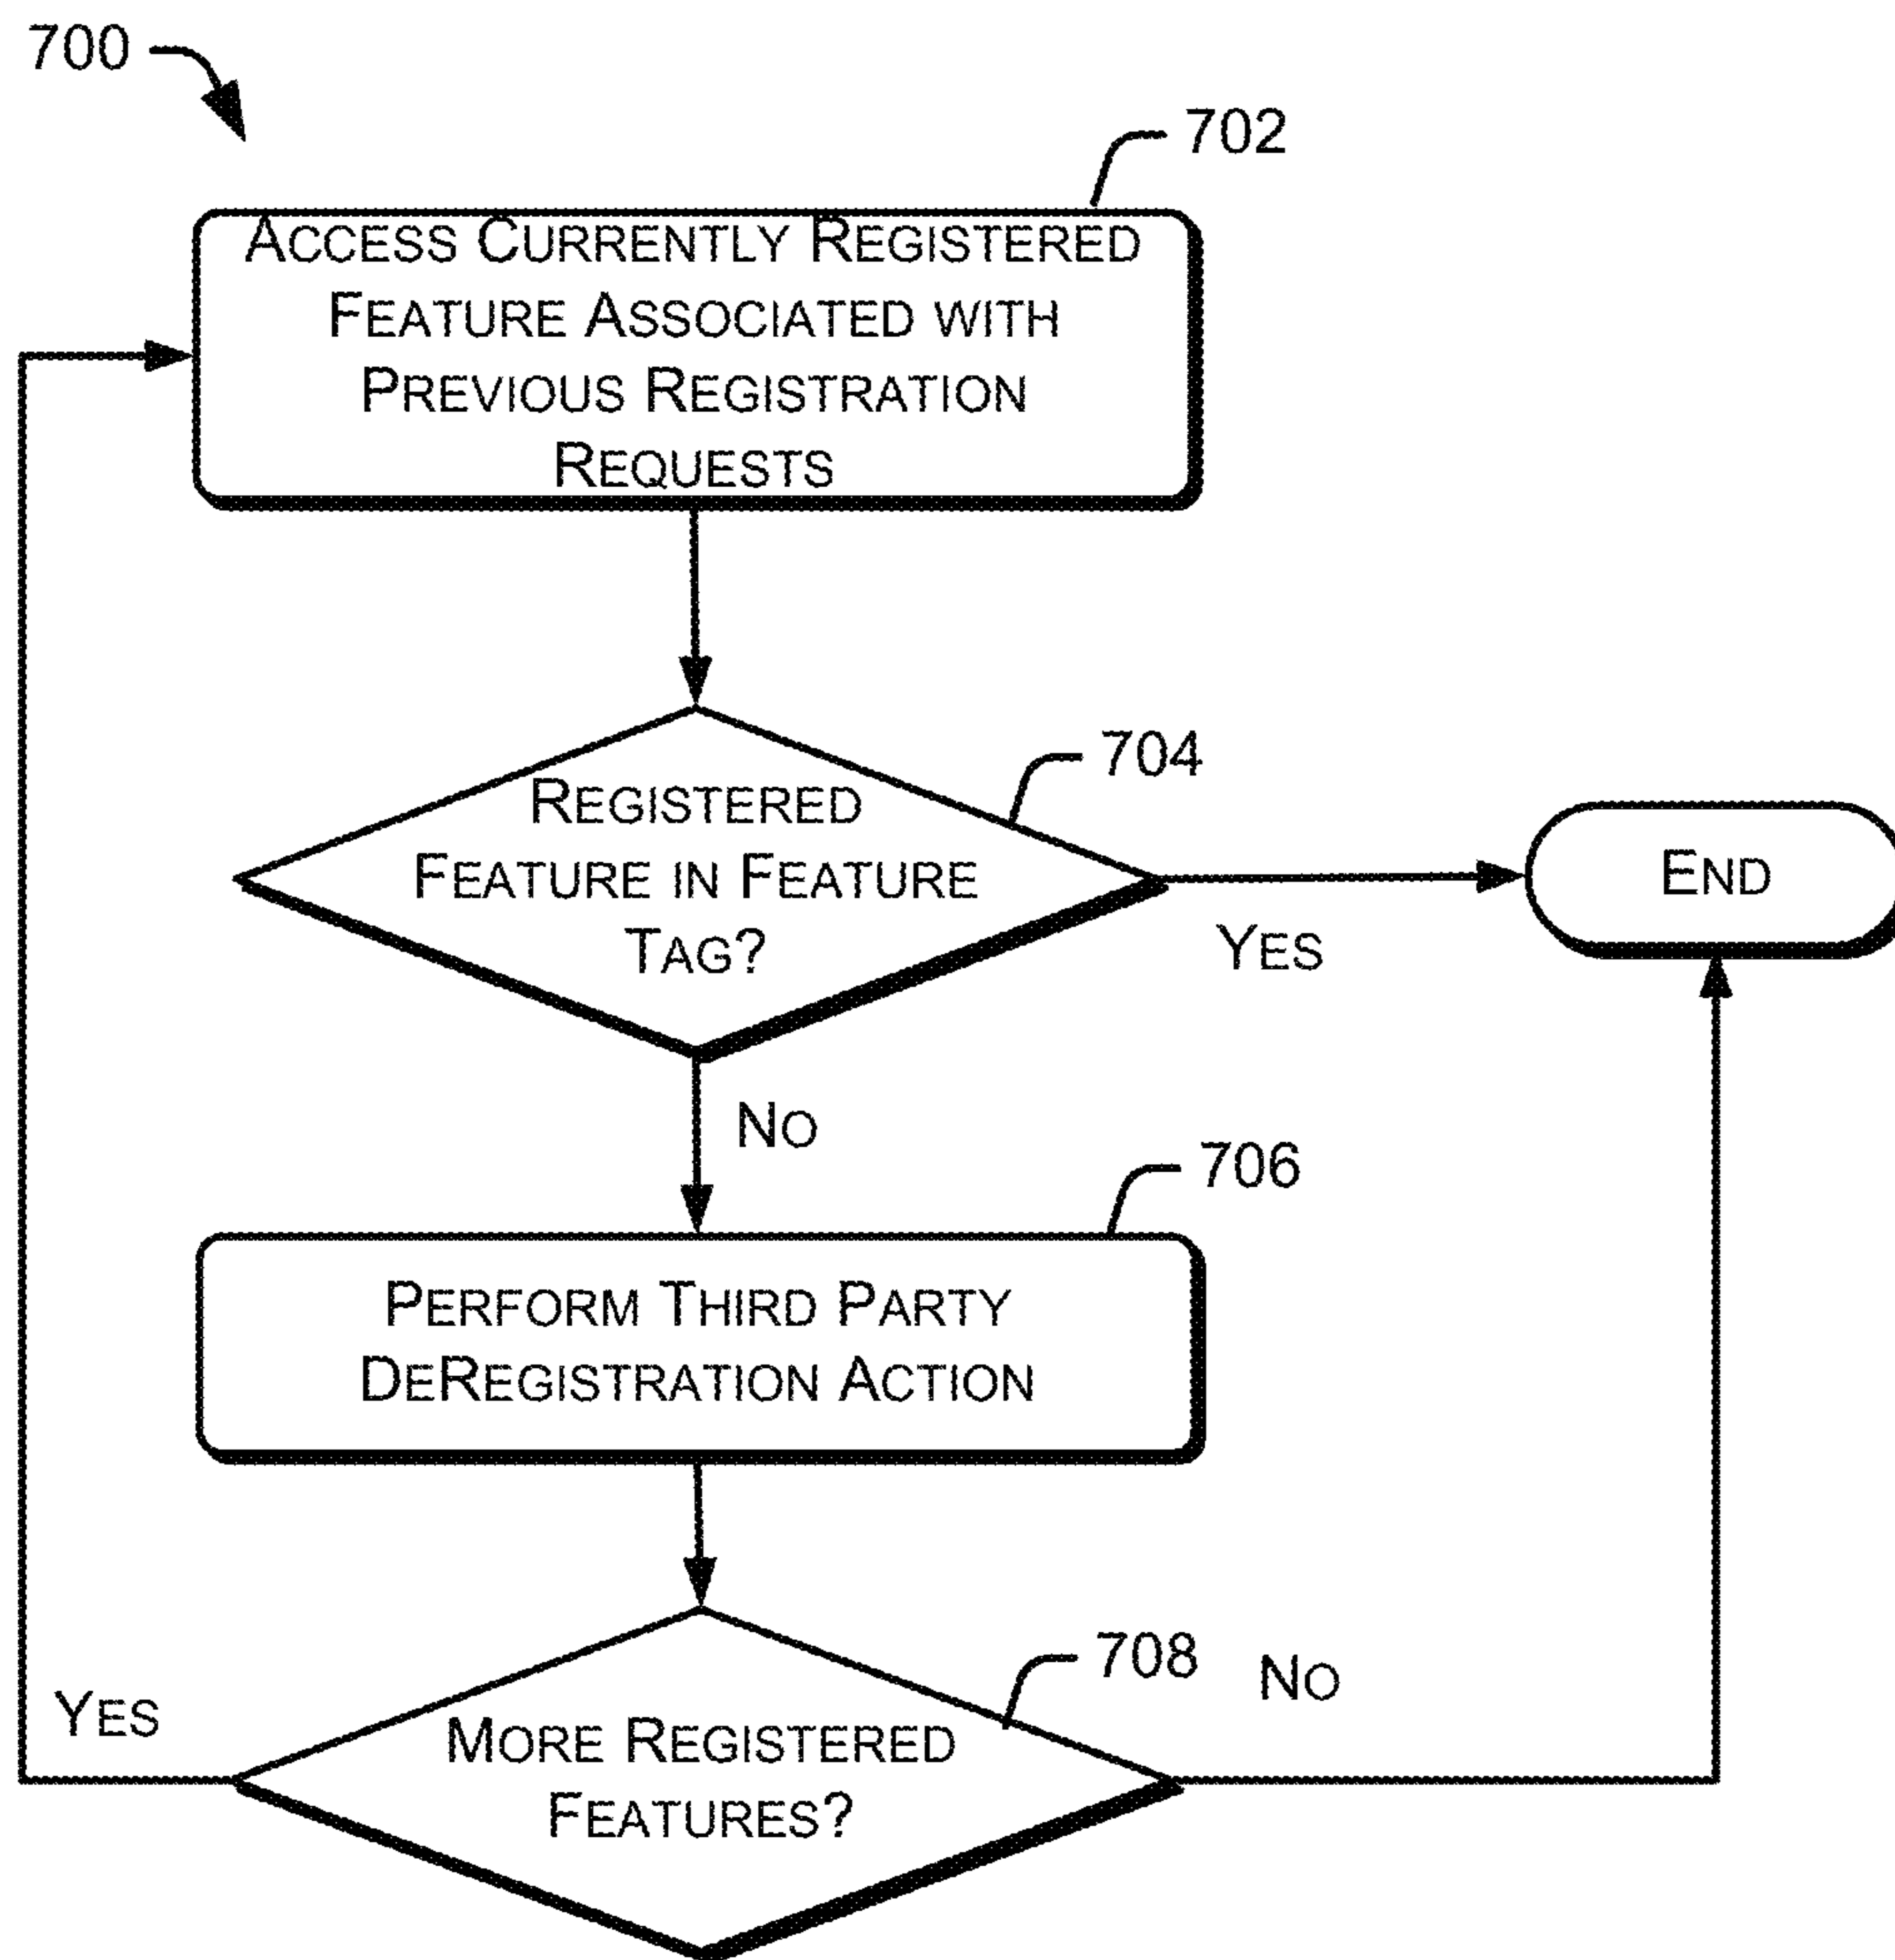 700
702
ACCESS CURRENTLY REGISTERED
FEATURE ASSOCIATED WITH
PREVIOUS REGISTRATION
REQUESTS
704
REGISTERED
FEATURE IN FEATURE
TAG?
YES
END
NO
706
PERFORM THIRD PARTY
DEREGISTRATION ACTION
708
NO
YES
MORE REGISTERED
FEATURES?